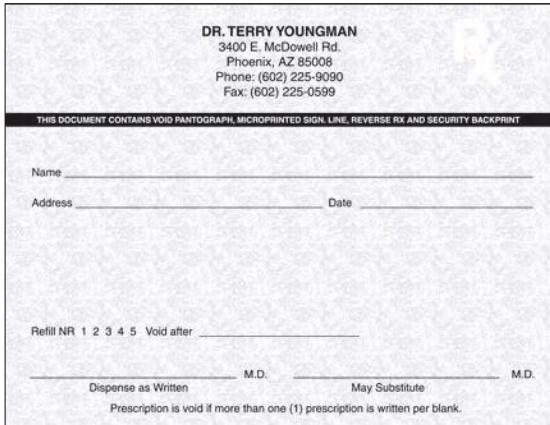 DR. TERRY YOUNGMAN
Rx
3400 E. McDowell Rd.
Phoenix, AZ 85008
Phone: (602) 225-9090
Fax: (602) 225-0599
THIS DOCUMENT CONTAINS VOID PANTOGRAPH, MICROPRINTED SIGN. LINE, REVERSE RX AND SECURITY BACKPRINT
Name
Address Date
Refill NR 1 2 3 4 5 Void after
M.D. M.D.
Dispense as Written May Substitute
Prescription is void if more than one (1) prescription is written per blank.